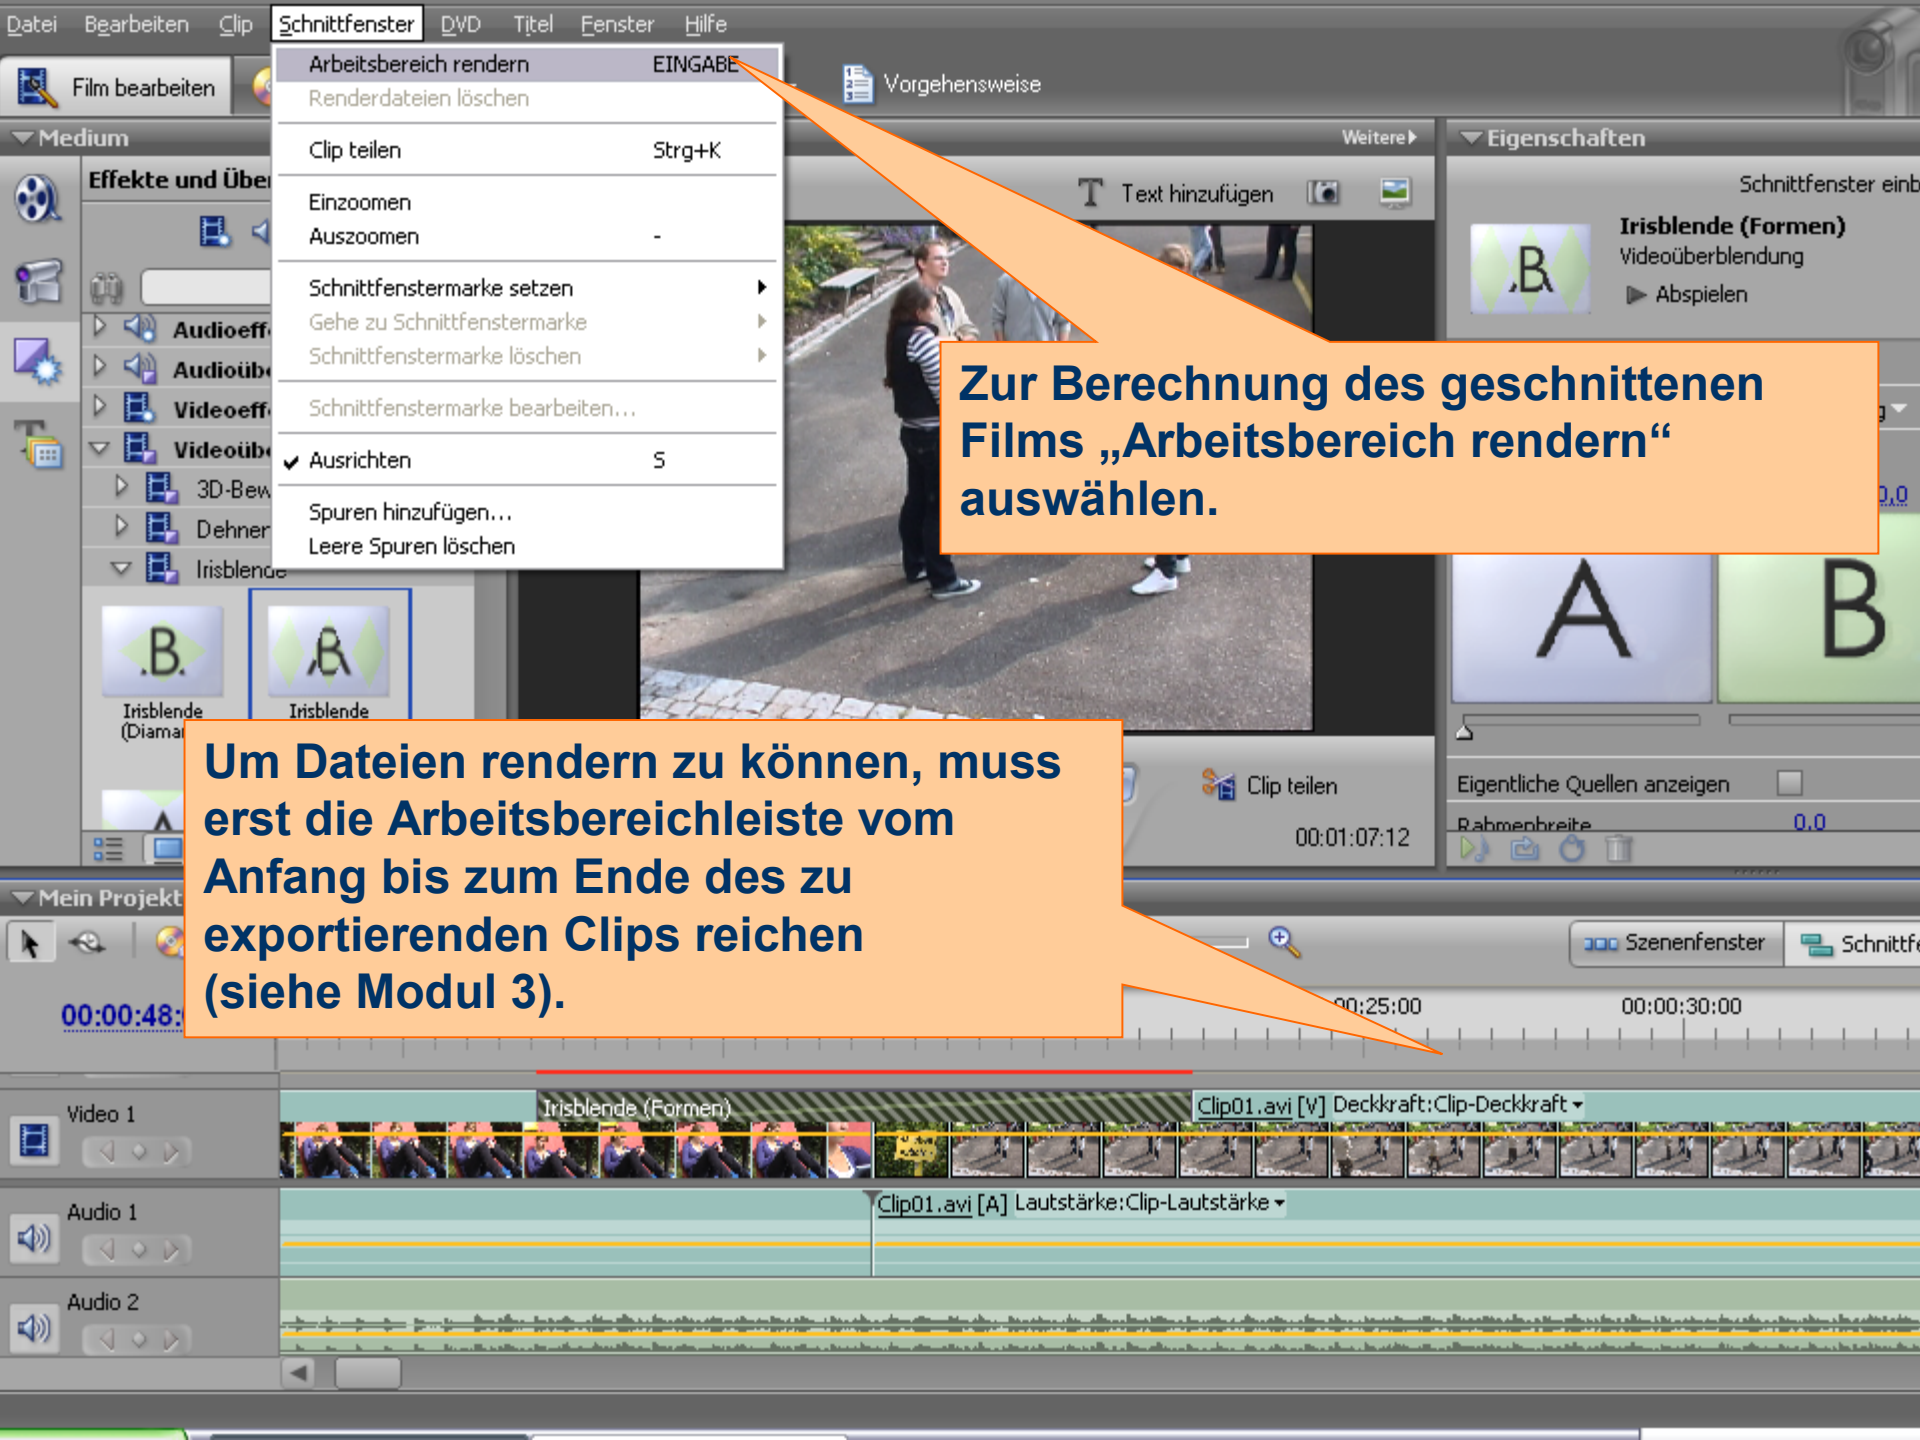 Datei Bearbeiten Clip Schnittfenster DVD Titel Fenster Hilfe
Arbeitsbereich rendern EINGABE
Renderdateien löschen
Clip teilen Strg+K
Einzoomen
Auszoomen -
Schnittfenstermarke setzen
Gehe zu Schnittfenstermarke
Schnittfenstermarke löschen
Schnittfenstermarke bearbeiten...
Ausrichten S
Spuren hinzufügen...
Leere Spuren löschen
Film bearbeiten
Vorgehensweise
Medium
Weitere
Eigenschaften
Effekte und Über
Text hinzufügen
Schnittfenster einb
Irisblende (Formen)
Videoüberblendung
Abspielen
B
Audioeff
Audioüb
Videoeff
Videoüb
3D-Bew
Dehner
Irisblende
Zur Berechnung des geschnittenen
Films „Arbeitsbereich rendern“
auswählen.
0,0
A B
B
B
Irisblende
(Diama
Irisblende
Um Dateien rendern zu können, muss
erst die Arbeitsbereichleiste vom
Anfang bis zum Ende des zu
exportierenden Clips reichen
(siehe Modul 3).
Clip teilen
00:01:07:12
Eigentliche Quellen anzeigen
Rahmenbreite 0,0
Mein Projekt
Szenenfenster
Schnittfe
00:00:48:
00:25:00
00:00:30:00
Video 1
Irisblende (Formen)
Clip01.avi [V] Deckkraft:Clip-Deckkraft
Audio 1
Clip01.avi [A] Lautstärke:Clip-Lautstärke
Audio 2